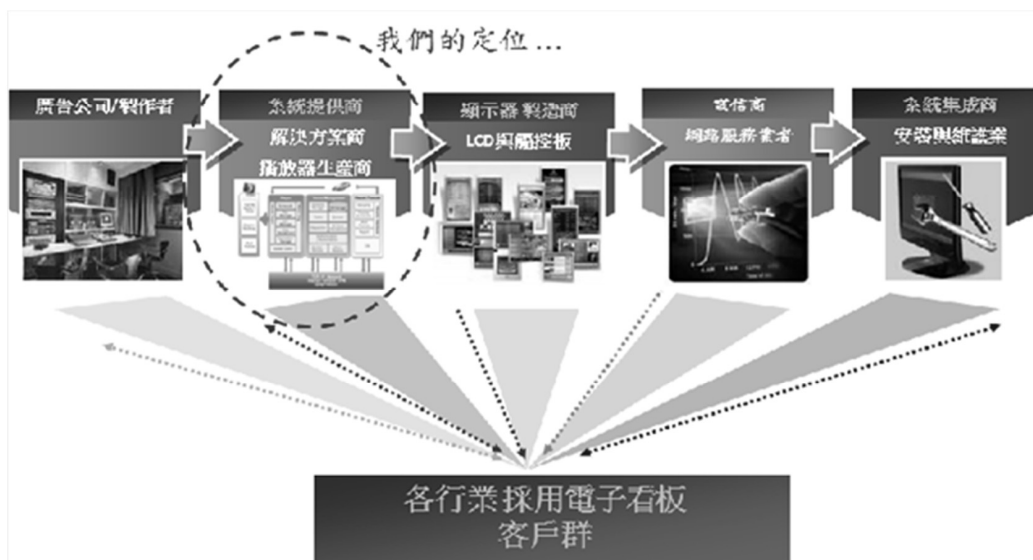 我們的定位...
廣告公司/製作者
系統提供商
解決方案商
播放器生產商
顯示器製造商
LCD與觸控板
電信商
網路服務業者
系統集成商
安裝與維護業
各行業採用電子看板
客戶群